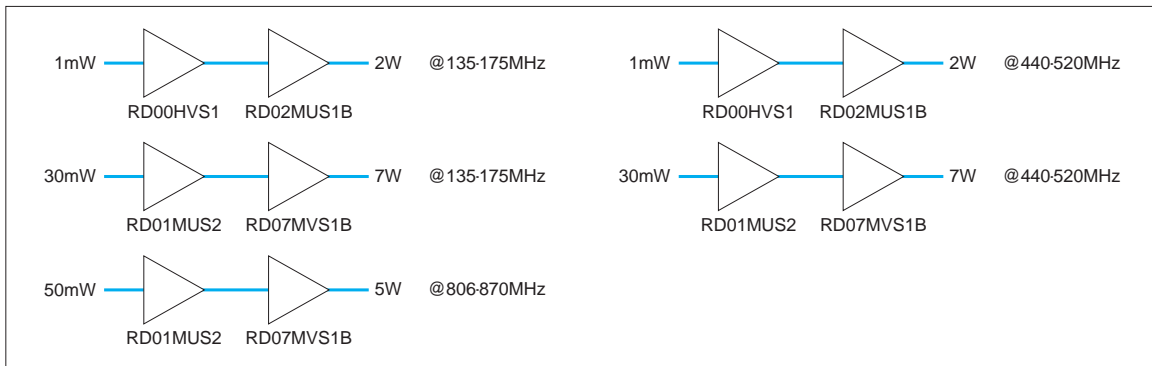 1mW 2W @135-175MHz
RD00HVS1 RD02MUS1B
30mW 7W @135-175MHz
RD01MUS2 RD07MVS1B
50mW 5W @806-870MHz
RD01MUS2 RD07MVS1B
1mW 2W @440-520MHz
RD00HVS1 RD02MUS1B
30mW 7W @440-520MHz
RD01MUS2 RD07MVS1B